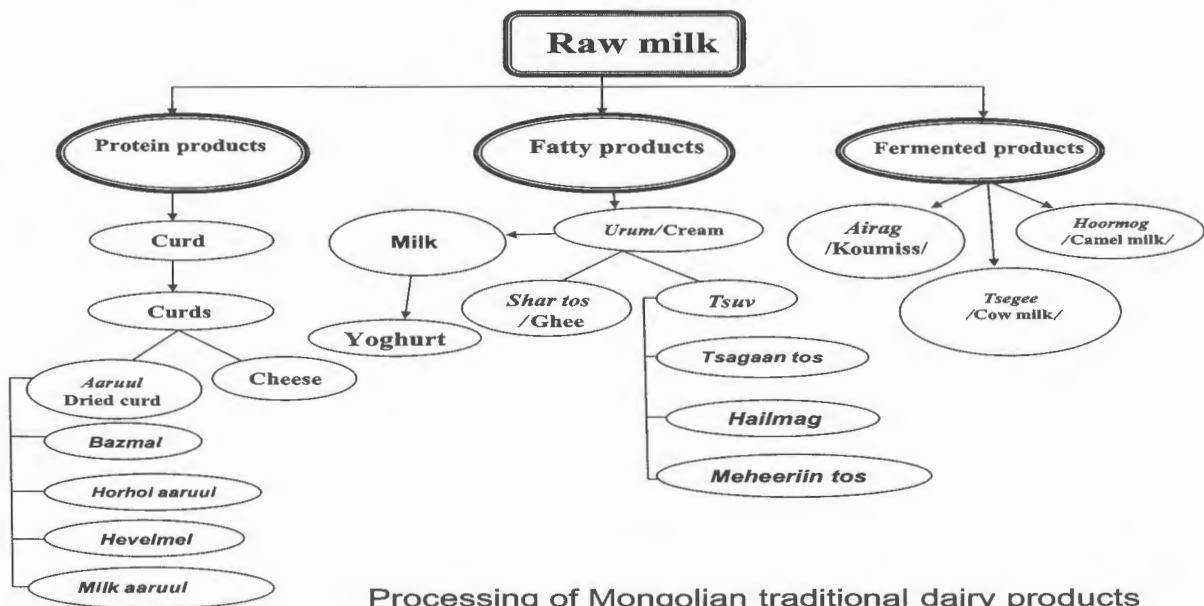 Raw milk
Protein products
Fatty products
Fermented products
Curd
Milk
Urum/Cream
Airag
/Koumiss/
Hoormog
/Camel milk/
Curds
Yoghurt
Shar tos
/Ghee
Tsuv
Tsegee
/Cow milk/
Aaruul
Dried curd
Cheese
Tsagaan tos
Bazmal
Hailmag
Horhol aaruul
Meheeriin tos
Hevelmel
Milk aaruul
Processing of Mongolian traditional dairy products